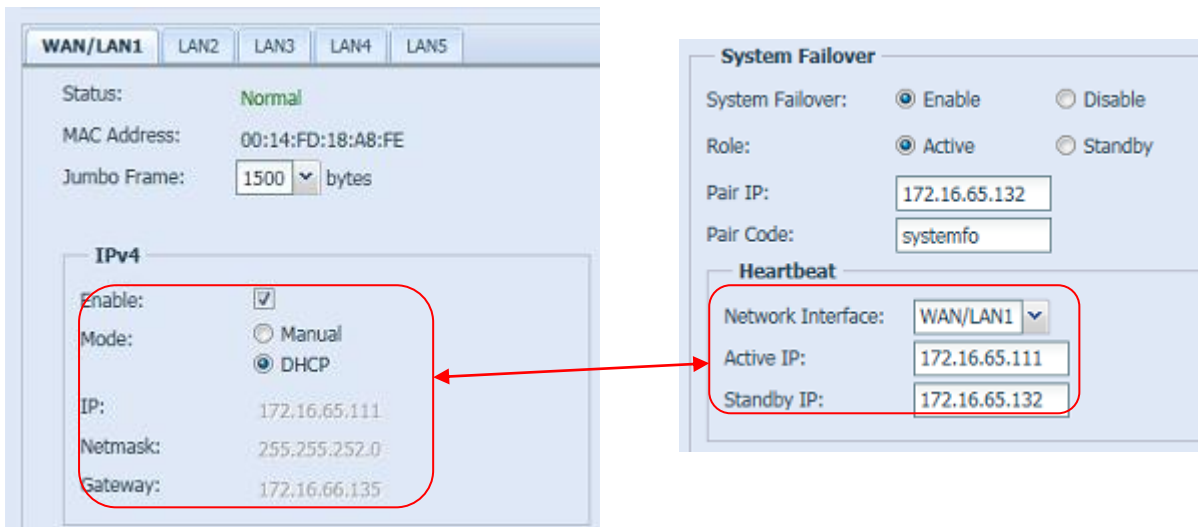 WAN/LAN1 LAN2 LAN3 LAN4 LAN5
Status: Normal
MAC Address: 00:14:FD:18:A8:FE
Jumbo Frame: 1500 bytes
IPv4
Enable:
Mode: Manual
DHCP
IP: 172.16.65.111
Netmask: 255.255.252.0
Gateway: 172.16.66.135
System Failover
System Failover: Enable Disable
Role: Active Standby
Pair IP: 172.16.65.132
Pair Code: systemfo
Heartbeat
Network Interface: WAN/LAN1
Active IP: 172.16.65.111
Standby IP: 172.16.65.132